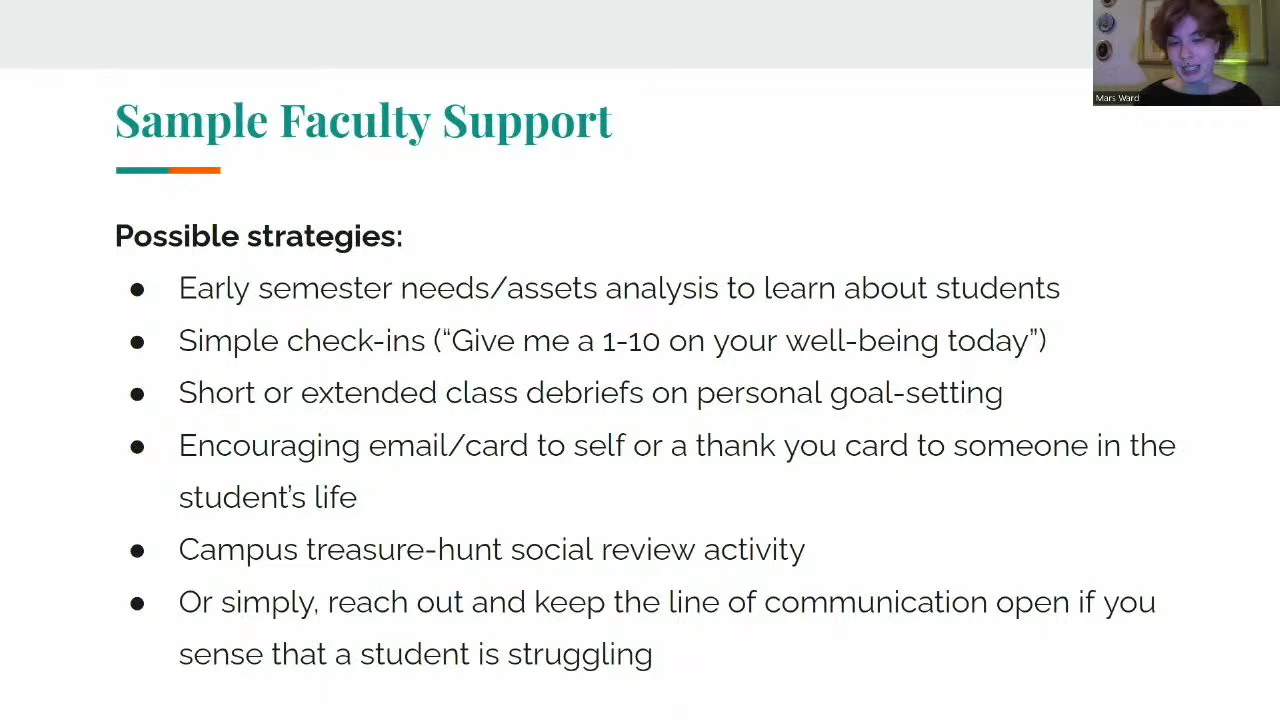 Mars Ward
Sample Faculty Support
Possible strategies:
● Early semester needs/assets analysis to learn about students
● Simple check-ins (“Give me a 1-10 on your well-being today”)
● Short or extended class debriefs on personal goal-setting
● Encouraging email/card to self or a thank you card to someone in the
student’s life
● Campus treasure-hunt social review activity
● Or simply, reach out and keep the line of communication open if you
sense that a student is struggling